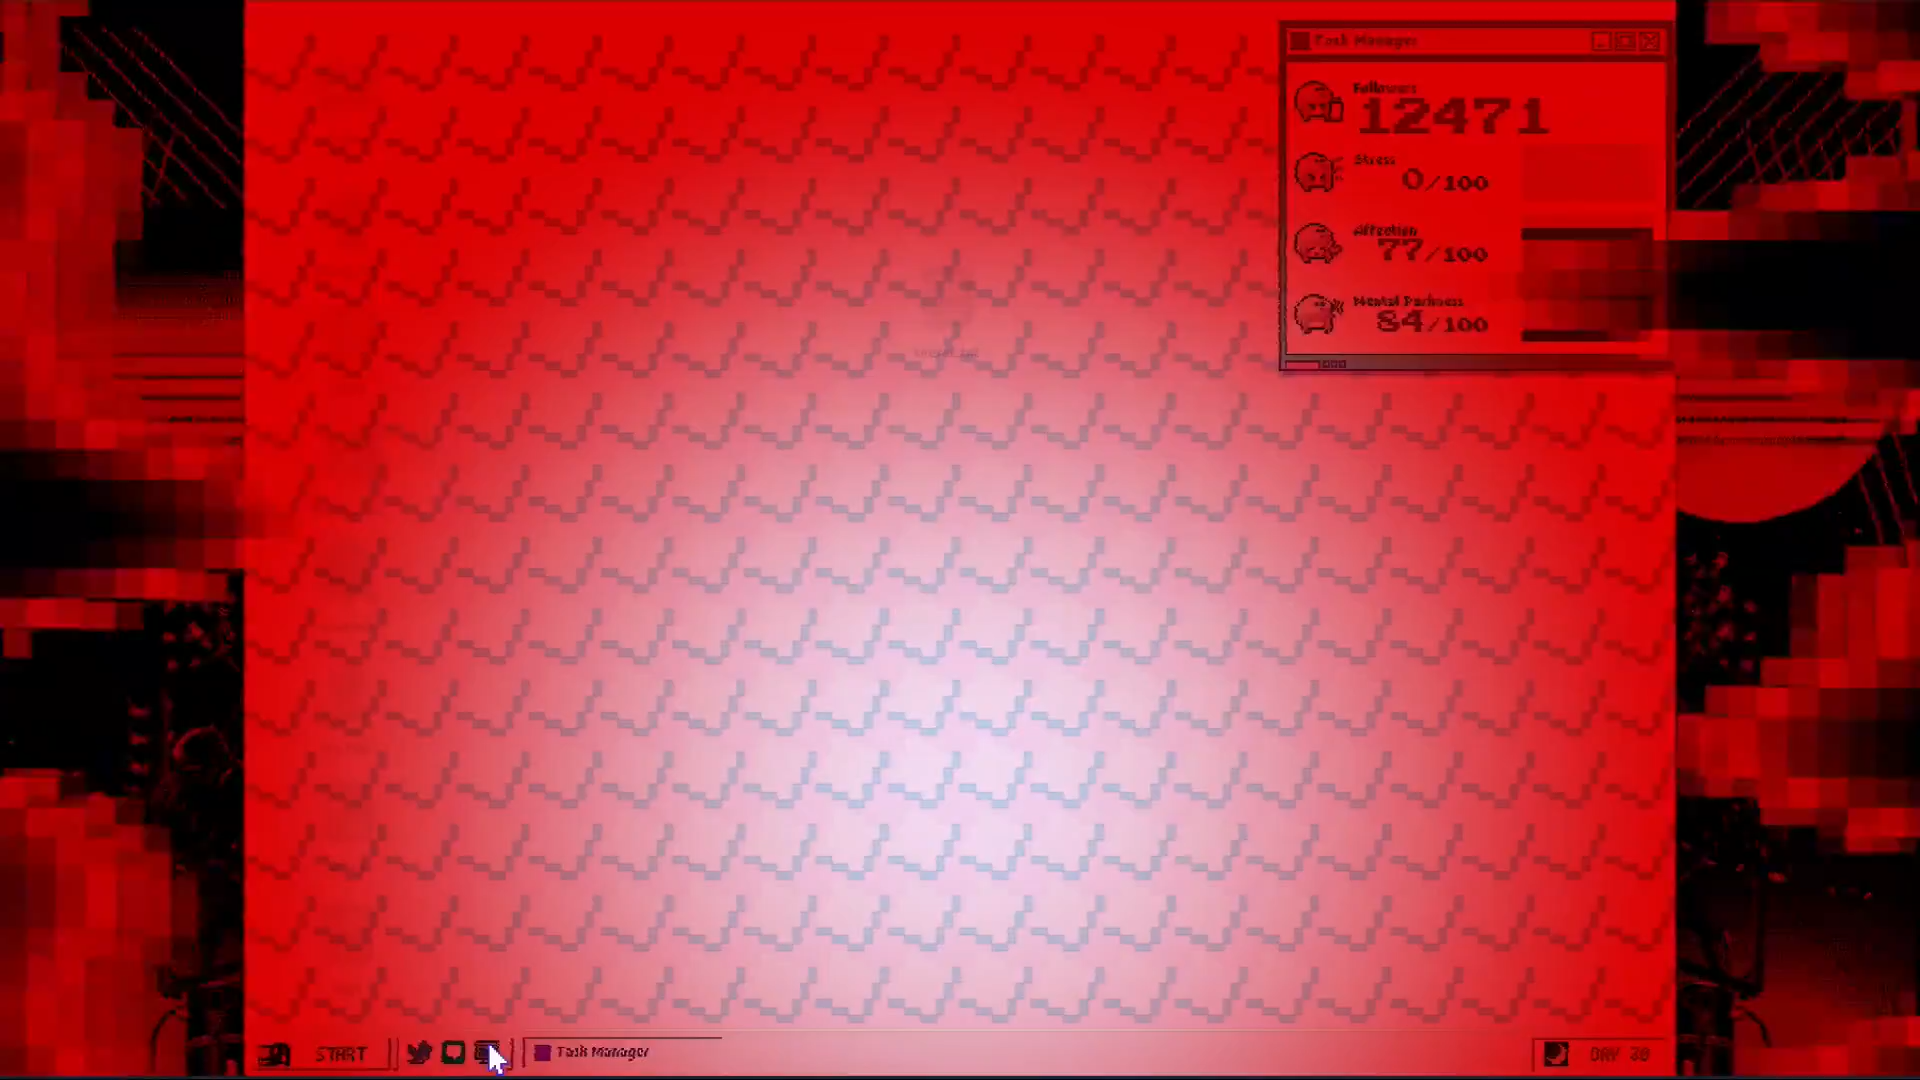 Task Manager
Followers
12471
Stress
0/100
Affection
77/100
Mental Darkness
84/100
START
Task Manager
DAY 30